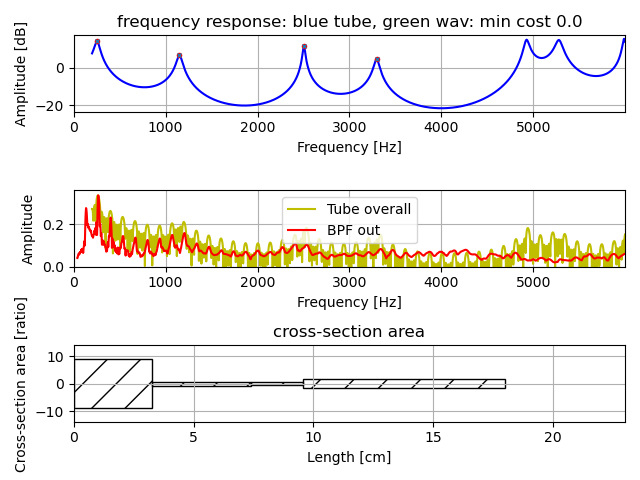 frequency response: blue tube, green wav: min cost 0.0
Amplitude [dB]
0
−20
0 1000 2000 3000 4000 5000
Frequency [Hz]
Amplitude
0.2
0.0
Tube overall
BPF out
0 1000 2000 3000 4000 5000
Frequency [Hz]
cross-section area
Cross-section area [ratio]
10
0
−10
0 5 10 15 20
Length [cm]